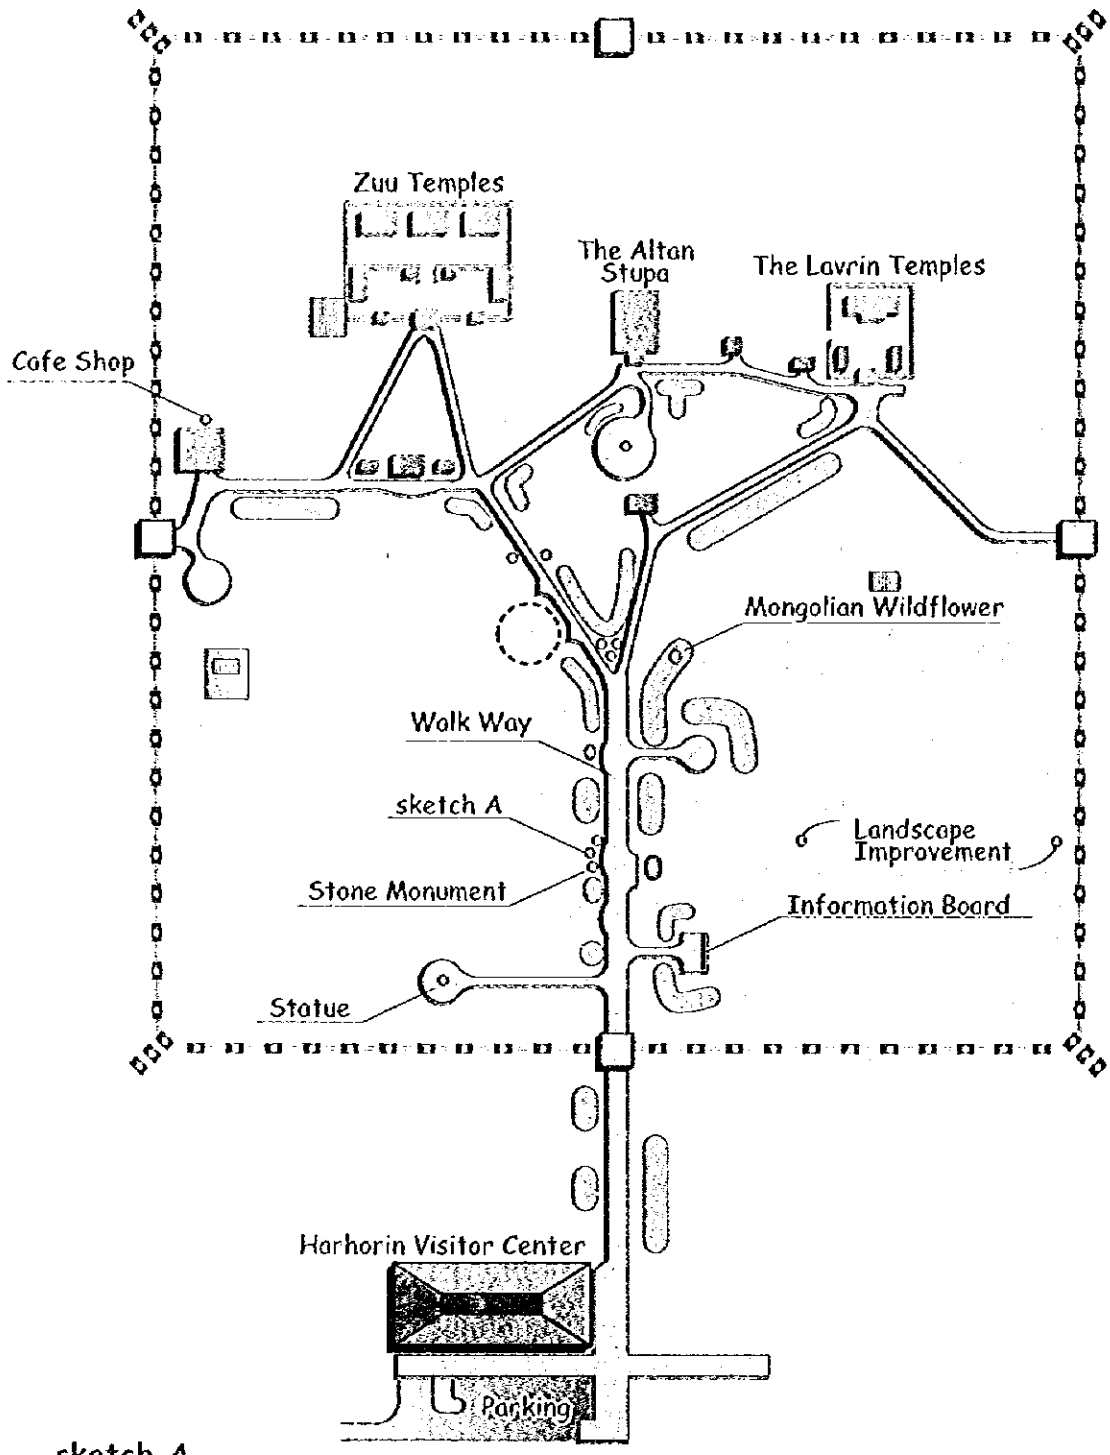 Zuu Temples
The Altan
Stupa
The Lavrin Temples
Cafe Shop
Mongolian Wildflower
Walk Way
sketch A
Landscape
Improvement
Stone Monument
Information Board
Statue
Harhorin Visitor Center
Parking
sketch A